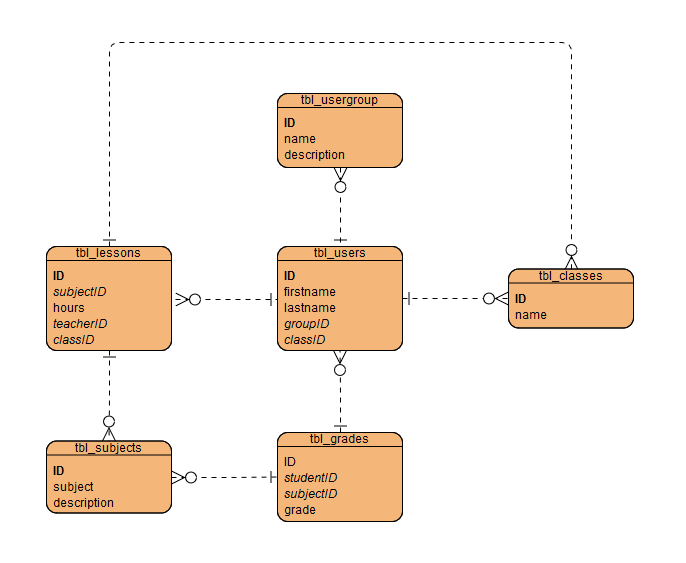 tbl_usergroup
ID
name
description
tbl_lessons
ID
subjectID
hours
teacherID
classID
tbl_users
ID
firstname
lastname
groupID
classID
tbl_classes
ID
name
tbl_subjects
ID
subject
description
tbl_grades
ID
studentID
subjectID
grade